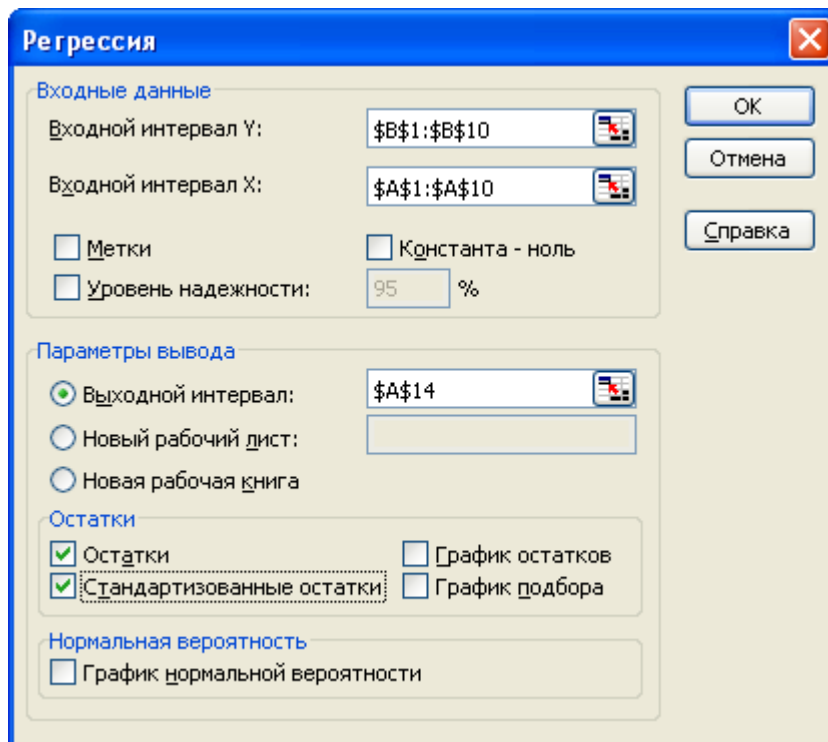 Регрессия
Входные данные
Входной интервал Y: $B$1:$B$10
Входной интервал X: $A$1:$A$10
Метки Константа - ноль
Уровень надежности: 95 %
Параметры вывода
Выходной интервал: $A$14
Новый рабочий лист:
Новая рабочая книга
Остатки
Остатки График остатков
Стандартизованные остатки График подбора
Нормальная вероятность
График нормальной вероятности
ОК
Отмена
Справка